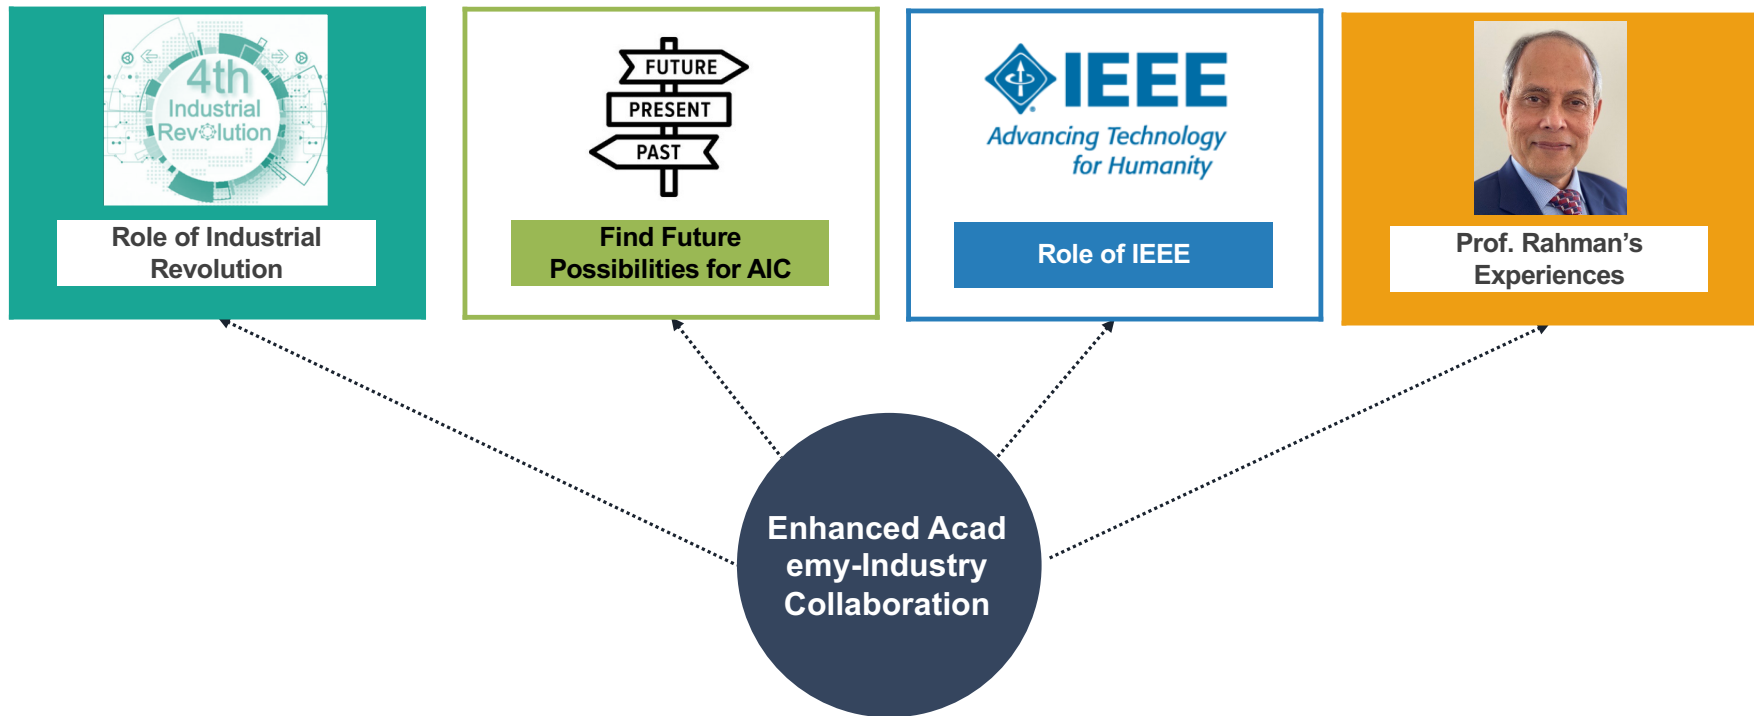 4th
Industrial
Revolution
Role of Industrial
Revolution
FUTURE
PRESENT
PAST
Find Future
Possibilities for AIC
IEEE
Advancing Technology
for Humanity
Role of IEEE
Prof. Rahman’s
Experiences
Enhanced Acad
emy-Industry
Collaboration